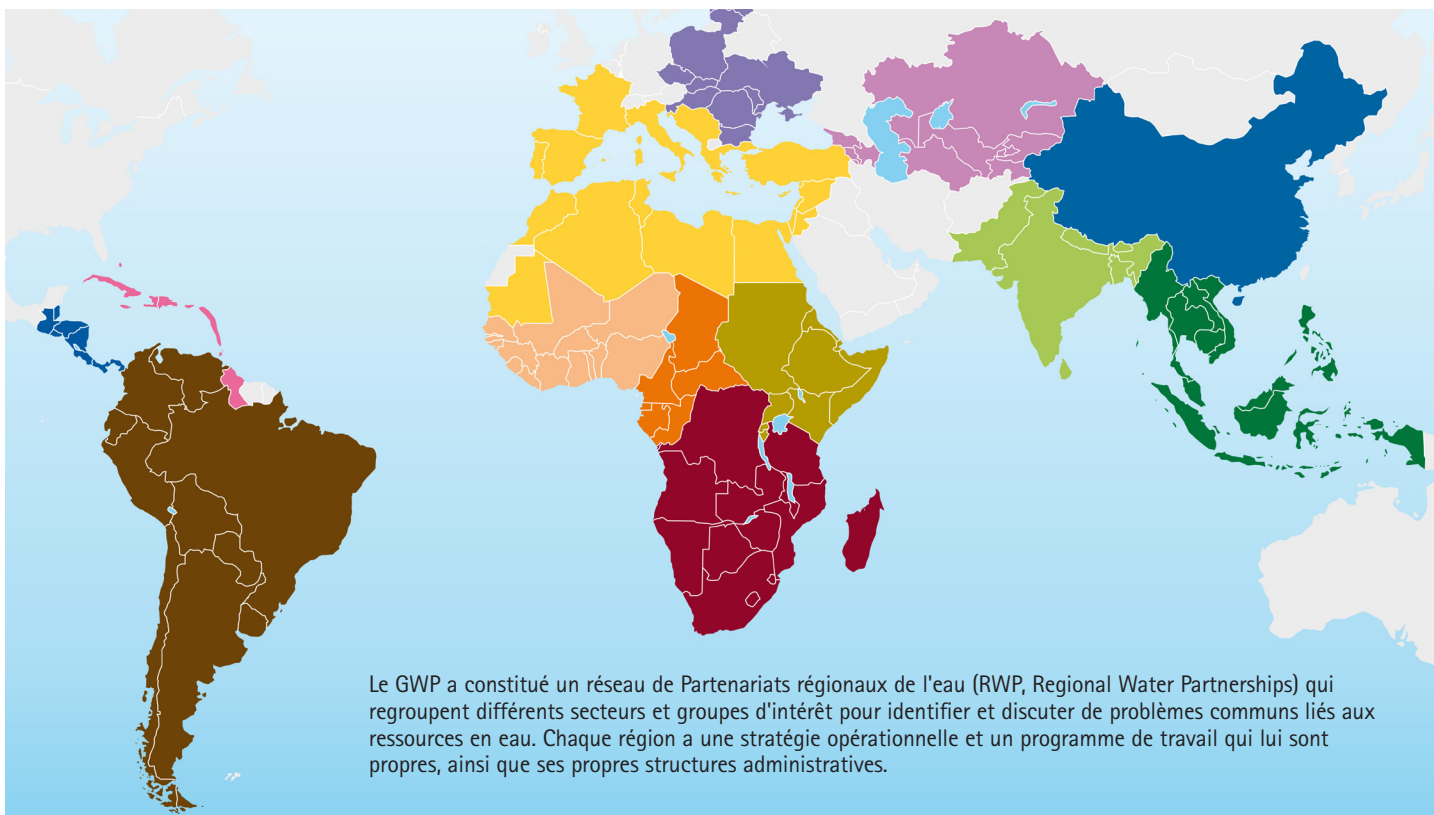 Le GWP a constitué un réseau de Partenariats régionaux de l'eau (RWP, Regional Water Partnerships) qui
regroupent différents secteurs et groupes d'intérêt pour identifier et discuter de problèmes communs liés aux
ressources en eau. Chaque région a une stratégie opérationnelle et un programme de travail qui lui sont
propres, ainsi que ses propres structures administratives.